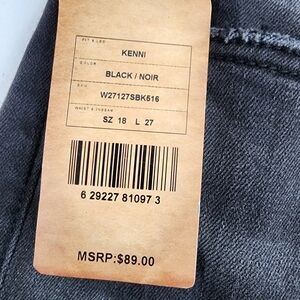 FIT & LEG
KENNI
COLOR
BLACK / NOIR
SKU
W27127SBK516
WAIST & INSEAM
SZ 18 L 27
6 29227 81097 3
MSRP:$89.00